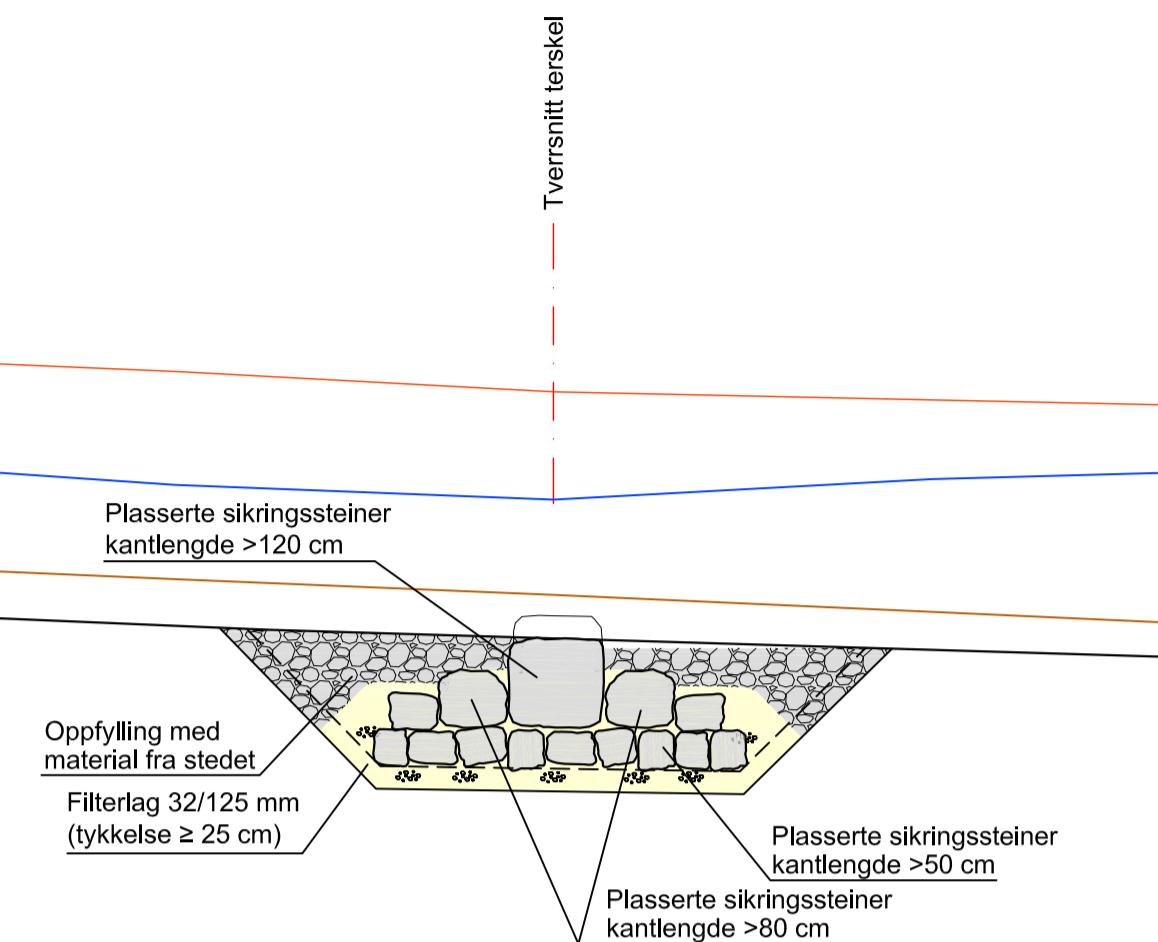 Tverrsnitt terskel
Plasserte sikringssteiner
kantlengde >120 cm
Oppfylling med
material fra stedet
Filterlag 32/125 mm
(tykkelse ≥ 25 cm)
Plasserte sikringssteiner
kantlengde >50 cm
Plasserte sikringssteiner
kantlengde >80 cm